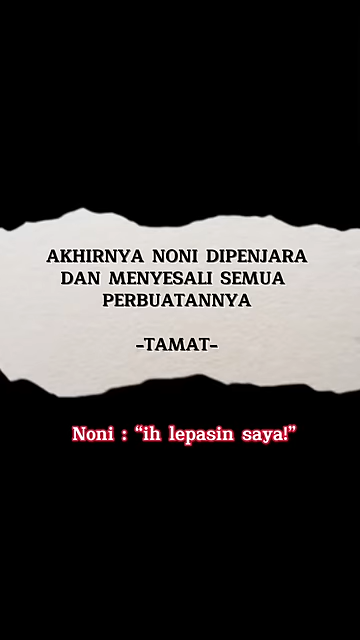 AKHIRNYA NONI DIPENJARA
DAN MENYESALI SEMUA
PERBUATANNYA
-TAMAT-
Noni : “ih lepasin saya!”